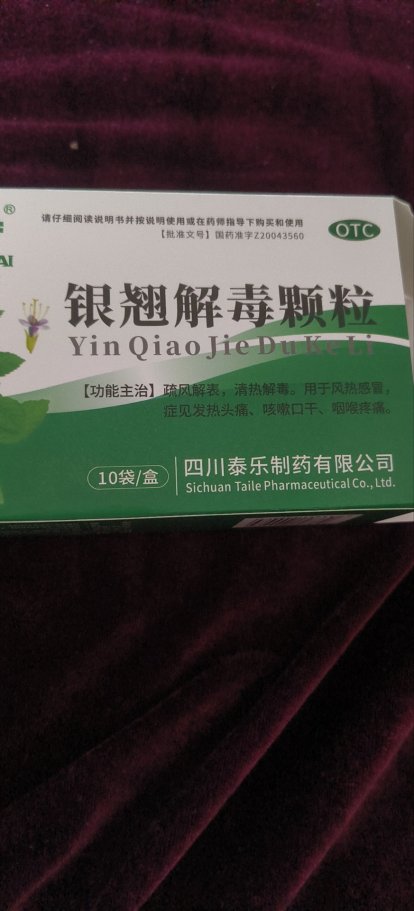 ®
请仔细阅读说明书并按说明使用或在药师指导下购买和使用
OTC
【批准文号】国药准字Z20043560
AI
银翘解毒颗粒
Yin Qiao Jie Du Ke Li
【功能主治】疏风解表，清热解毒。用于风热感冒，
症见发热头痛、咳嗽口干、咽喉疼痛。
10袋/盒
四川泰乐制药有限公司
Sichuan Taile Pharmaceutical Co., Ltd.